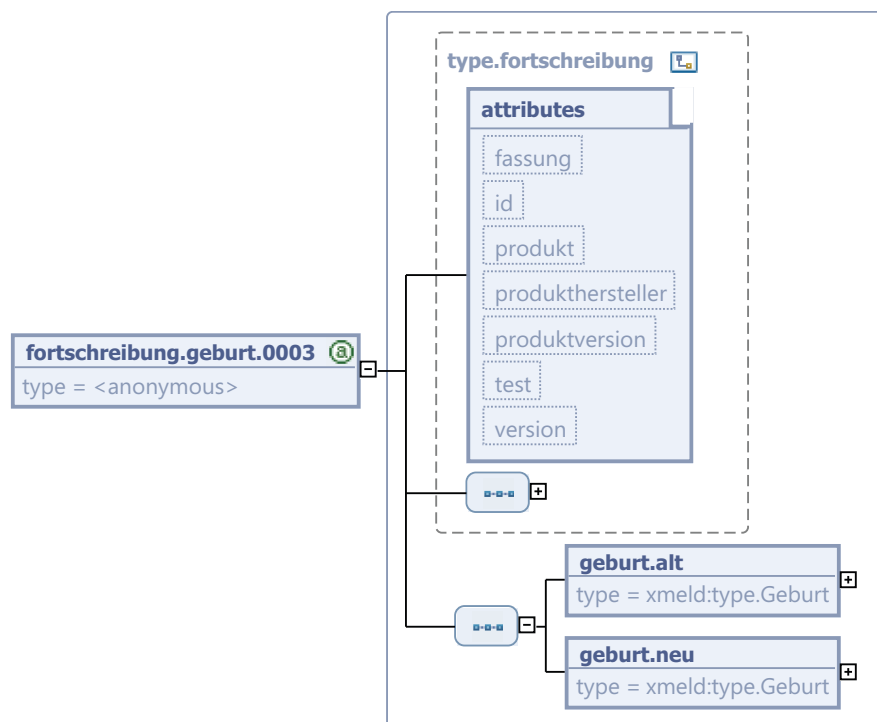 type.fortschreibung
attributes
fassung
id
produkt
produkthersteller
produktversion
test
version
fortschreibung.geburt.0003 a
type = <anonymous>
geburt.alt
type = xmeld:type.Geburt
geburt.neu
type = xmeld:type.Geburt